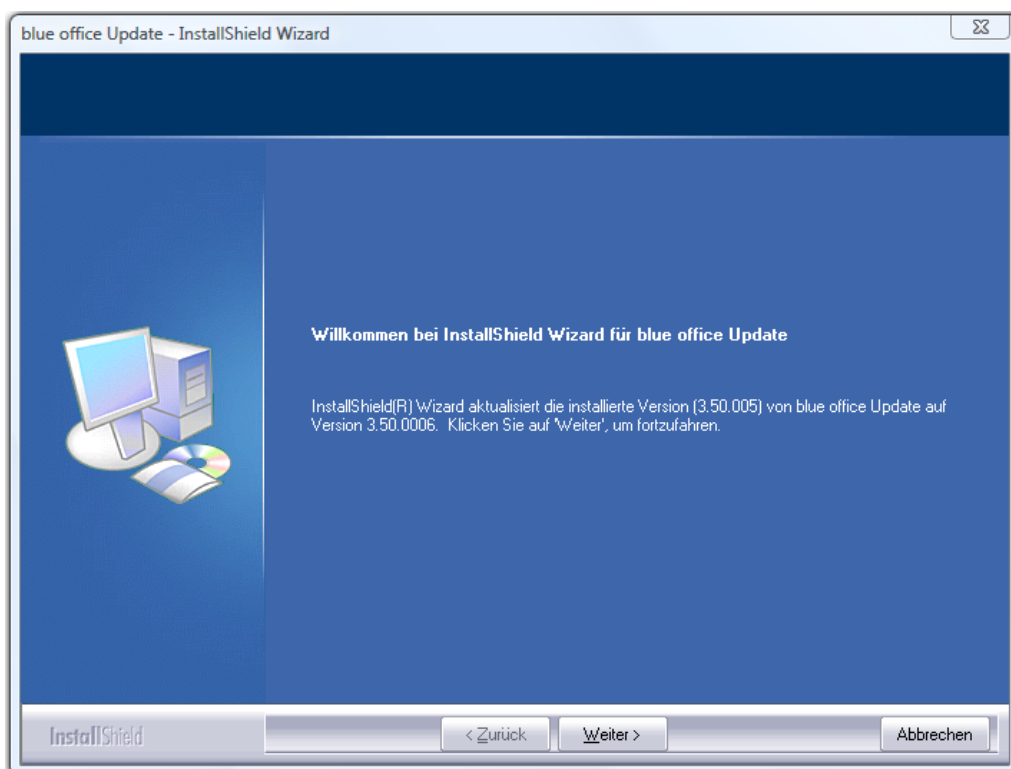 blue office Update - InstallShield Wizard
Willkommen bei InstallShield Wizard für blue office Update
InstallShield(R) Wizard aktualisiert die installierte Version (3.50.005) von blue office Update auf
Version 3.50.0006. Klicken Sie auf 'Weiter', um fortzufahren.
InstallShield
< Zurück
Weiter >
Abbrechen